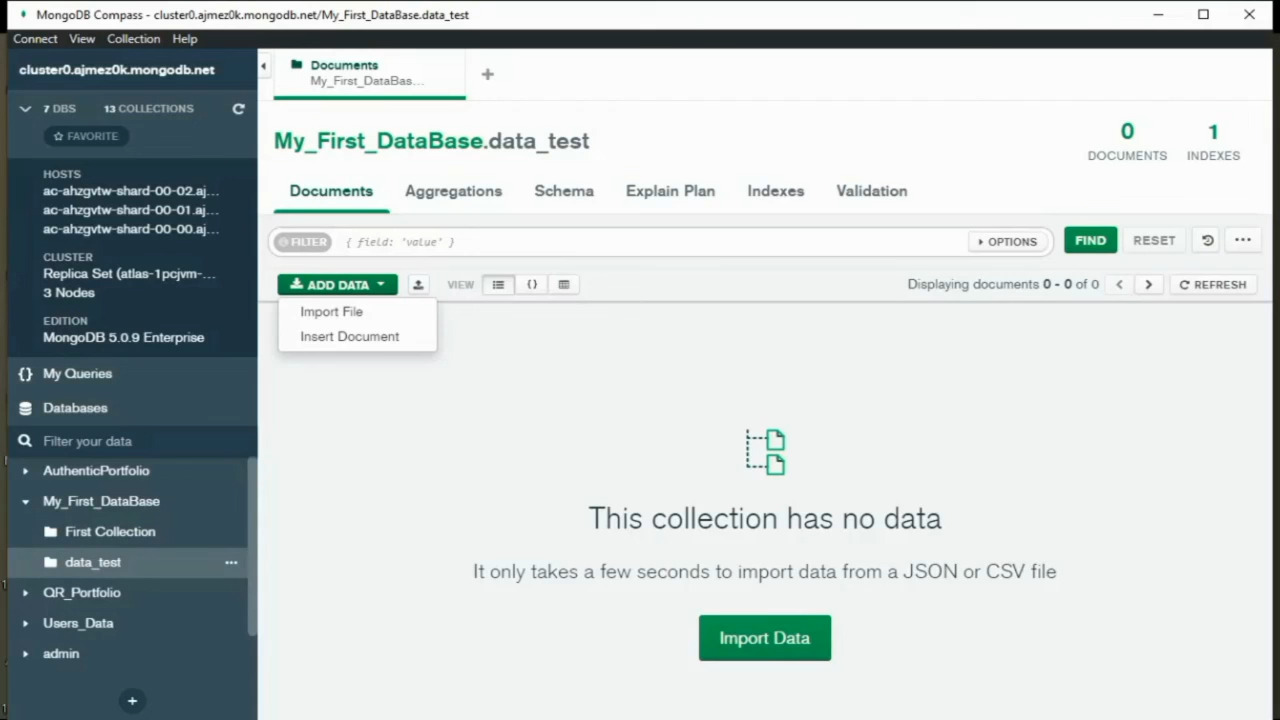 MongoDB Compass - cluster0.ajmez0k.mongodb.net/My_First_DataBase.data_test
Connect View Collection Help
cluster0.ajmez0k.mongodb.net
7 DBS 13 COLLECTIONS
FAVORITE
HOSTS
ac-ahzgvtw-shard-00-02.aj...
ac-ahzgvtw-shard-00-01.aj...
ac-ahzgvtw-shard-00-00.aj...
CLUSTER
Replica Set (atlas-1pcjvm-...
3 Nodes
EDITION
MongoDB 5.0.9 Enterprise
{} My Queries
Databases
Filter your data
AuthenticPortfolio
My_First_DataBase
First Collection
data_test ...
QR_Portfolio
Users_Data
admin
+
Documents
My_First_DataBas...
+
My_First_DataBase.data_test
0
DOCUMENTS
1
INDEXES
Documents Aggregations Schema Explain Plan Indexes Validation
FILTER { field: 'value' } OPTIONS FIND RESET ...
ADD DATA VIEW {} Displaying documents 0 - 0 of 0 < > REFRESH
Import File
Insert Document
This collection has no data
It only takes a few seconds to import data from a JSON or CSV file
Import Data